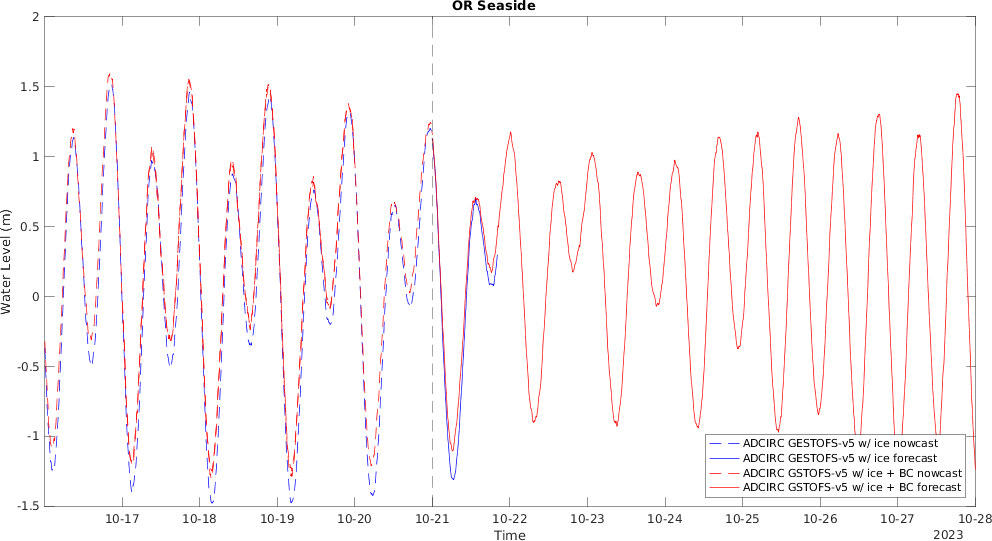 OR Seaside
2
1.5
1
0.5
0
-0.5
-1
-1.5
Water Level (m)
10-17 10-18 10-19 10-20 10-21 10-22 10-23 10-24 10-25 10-26 10-27 10-28
Time
2023
ADCIRC GESTOFS-v5 w/ ice nowcast
ADCIRC GESTOFS-v5 w/ ice forecast
ADCIRC GSTOFS-v5 w/ ice + BC nowcast
ADCIRC GSTOFS-v5 w/ ice + BC forecast